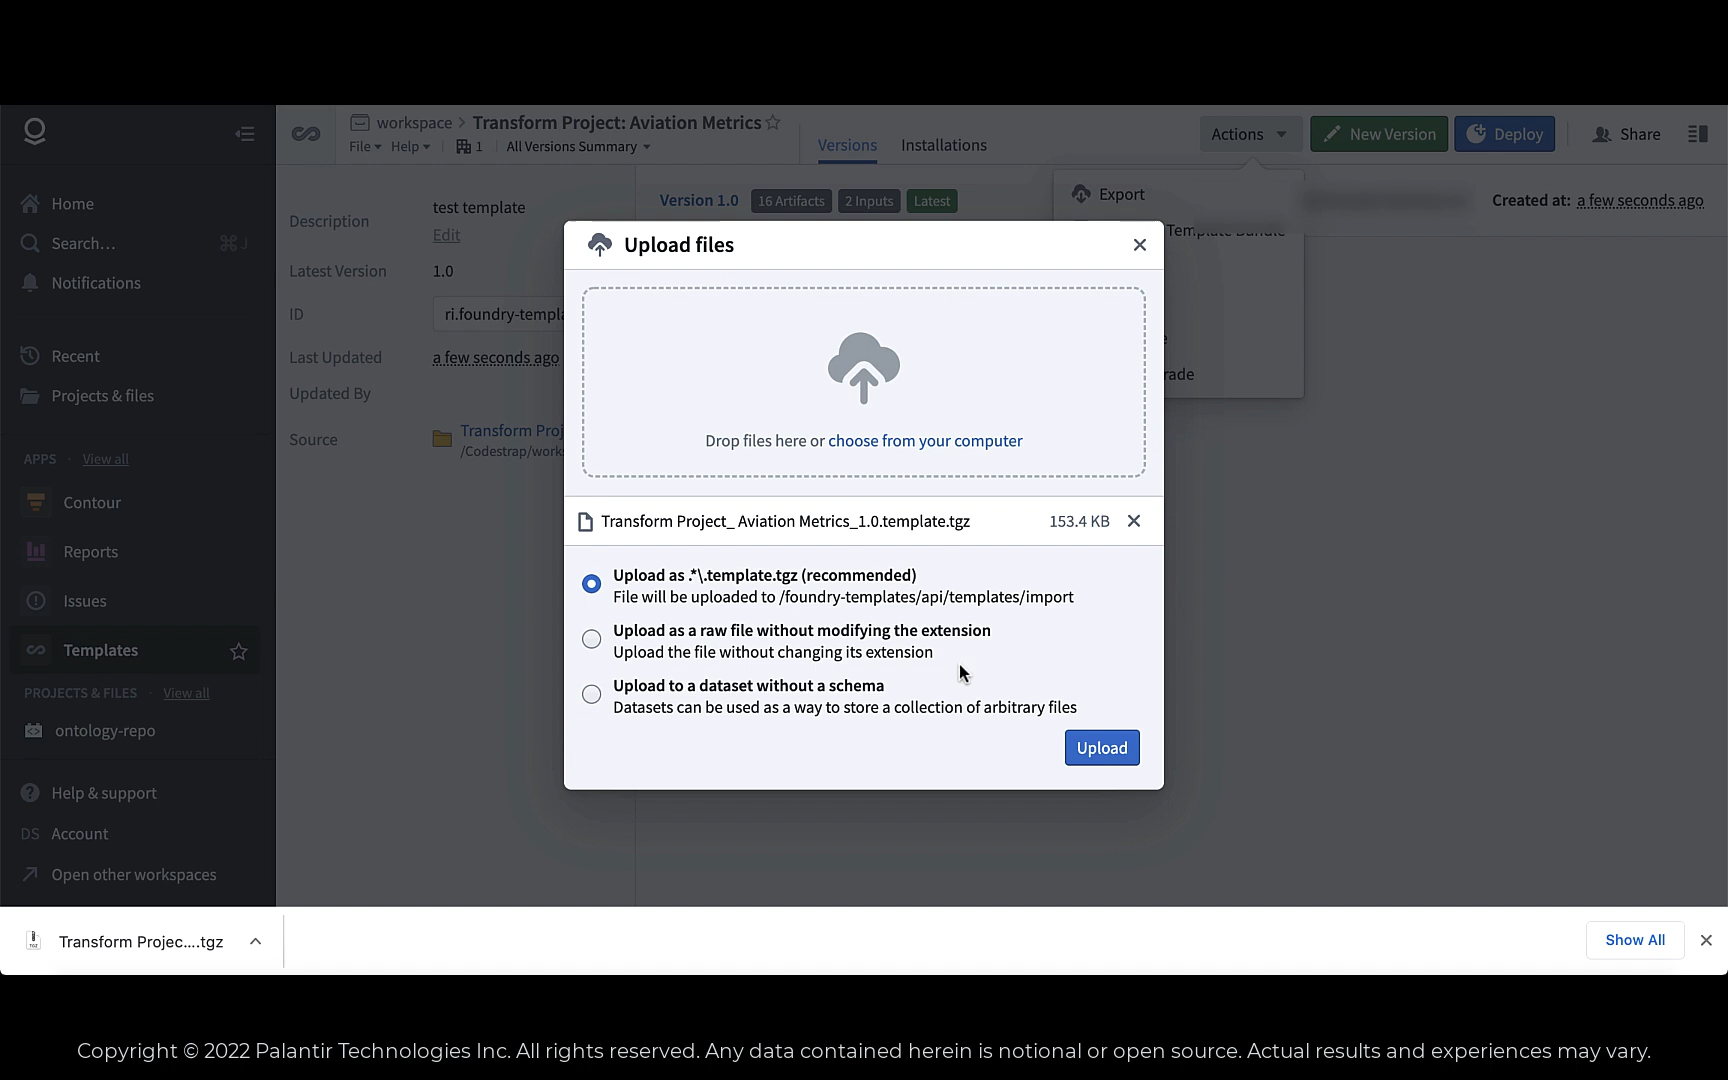 workspace > Transform Project: Aviation Metrics
File Help 1 All Versions Summary
Versions
Installations
Actions
New Version
Deploy
Share
Home
Search… ⌘ J
Notifications
Recent
Projects & files
APPS · View all
Contour
Reports
Issues
Templates
PROJECTS & FILES · View all
ontology-repo
Help & support
DS Account
Open other workspaces
Description
test template
Edit
Latest Version
1.0
ID
ri.foundry-templa
Last Updated
a few seconds ago
Updated By
Source
Transform Proj
/Codestrap/work
Version 1.0
16 Artifacts
2 Inputs
Latest
Created at: a few seconds ago
Export
Template Bundle
rade
Upload files
Drop files here or choose from your computer
Transform Project_ Aviation Metrics_1.0.template.tgz 153.4 KB
Upload as .*\.template.tgz (recommended)
File will be uploaded to /foundry-templates/api/templates/import
Upload as a raw file without modifying the extension
Upload the file without changing its extension
Upload to a dataset without a schema
Datasets can be used as a way to store a collection of arbitrary files
Upload
Transform Projec....tgz
Show All
Copyright © 2022 Palantir Technologies Inc. All rights reserved. Any data contained herein is notional or open source. Actual results and experiences may vary.